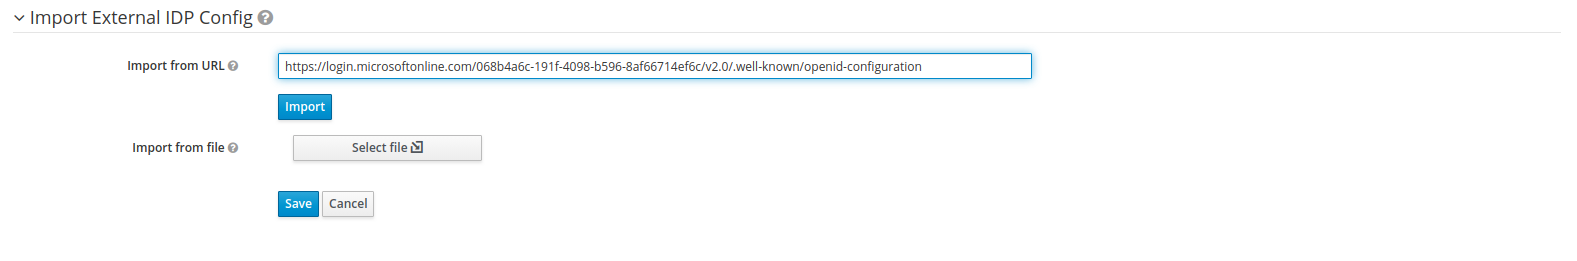 Import External IDP Config
Import from URL
https://login.microsoftonline.com/068b4a6c-191f-4098-b596-8af66714ef6c/v2.0/.well-known/openid-configuration
Import
Import from file
Select file
Save Cancel